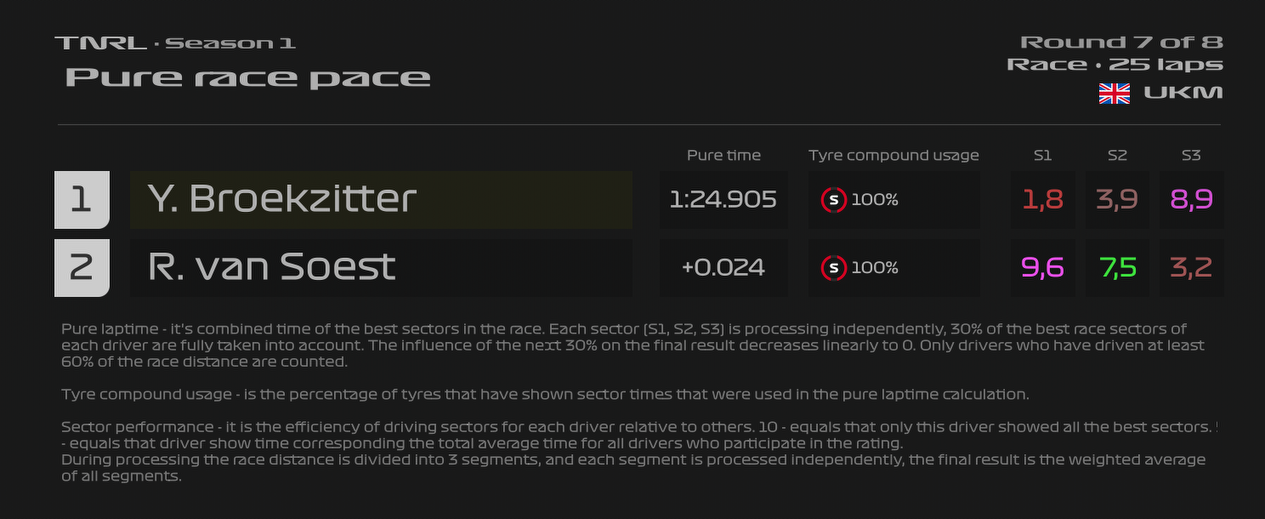 TNRL · Season 1
Pure race pace
Round 7 of 8
Race · 25 laps
UKM
Pure time Tyre compound usage S1 S2 S3
1 Y. Broekzitter 1:24.905 S 100% 1,8 3,9 8,9
2 R. van Soest +0.024 S 100% 9,6 7,5 3,2
Pure laptime - it's combined time of the best sectors in the race. Each sector (S1, S2, S3) is processing independently, 30% of the best race sectors of
each driver are fully taken into account. The influence of the next 30% on the final result decreases linearly to 0. Only drivers who have driven at least
60% of the race distance are counted.
Tyre compound usage - is the percentage of tyres that have shown sector times that were used in the pure laptime calculation.
Sector performance - it is the efficiency of driving sectors for each driver relative to others. 10 - equals that only this driver showed all the best sectors.
- equals that driver show time corresponding the total average time for all drivers who participate in the rating.
During processing the race distance is divided into 3 segments, and each segment is processed independently, the final result is the weighted average
of all segments.